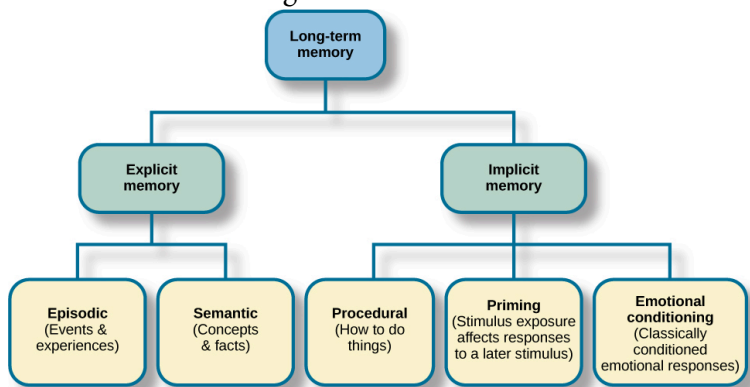 Long-term
memory
Explicit
memory
Implicit
memory
Episodic
(Events &
experiences)
Semantic
(Concepts
& facts)
Procedural
(How to do
things)
Priming
(Stimulus exposure
affects responses
to a later stimulus)
Emotional
conditioning
(Classically
conditioned
emotional responses)